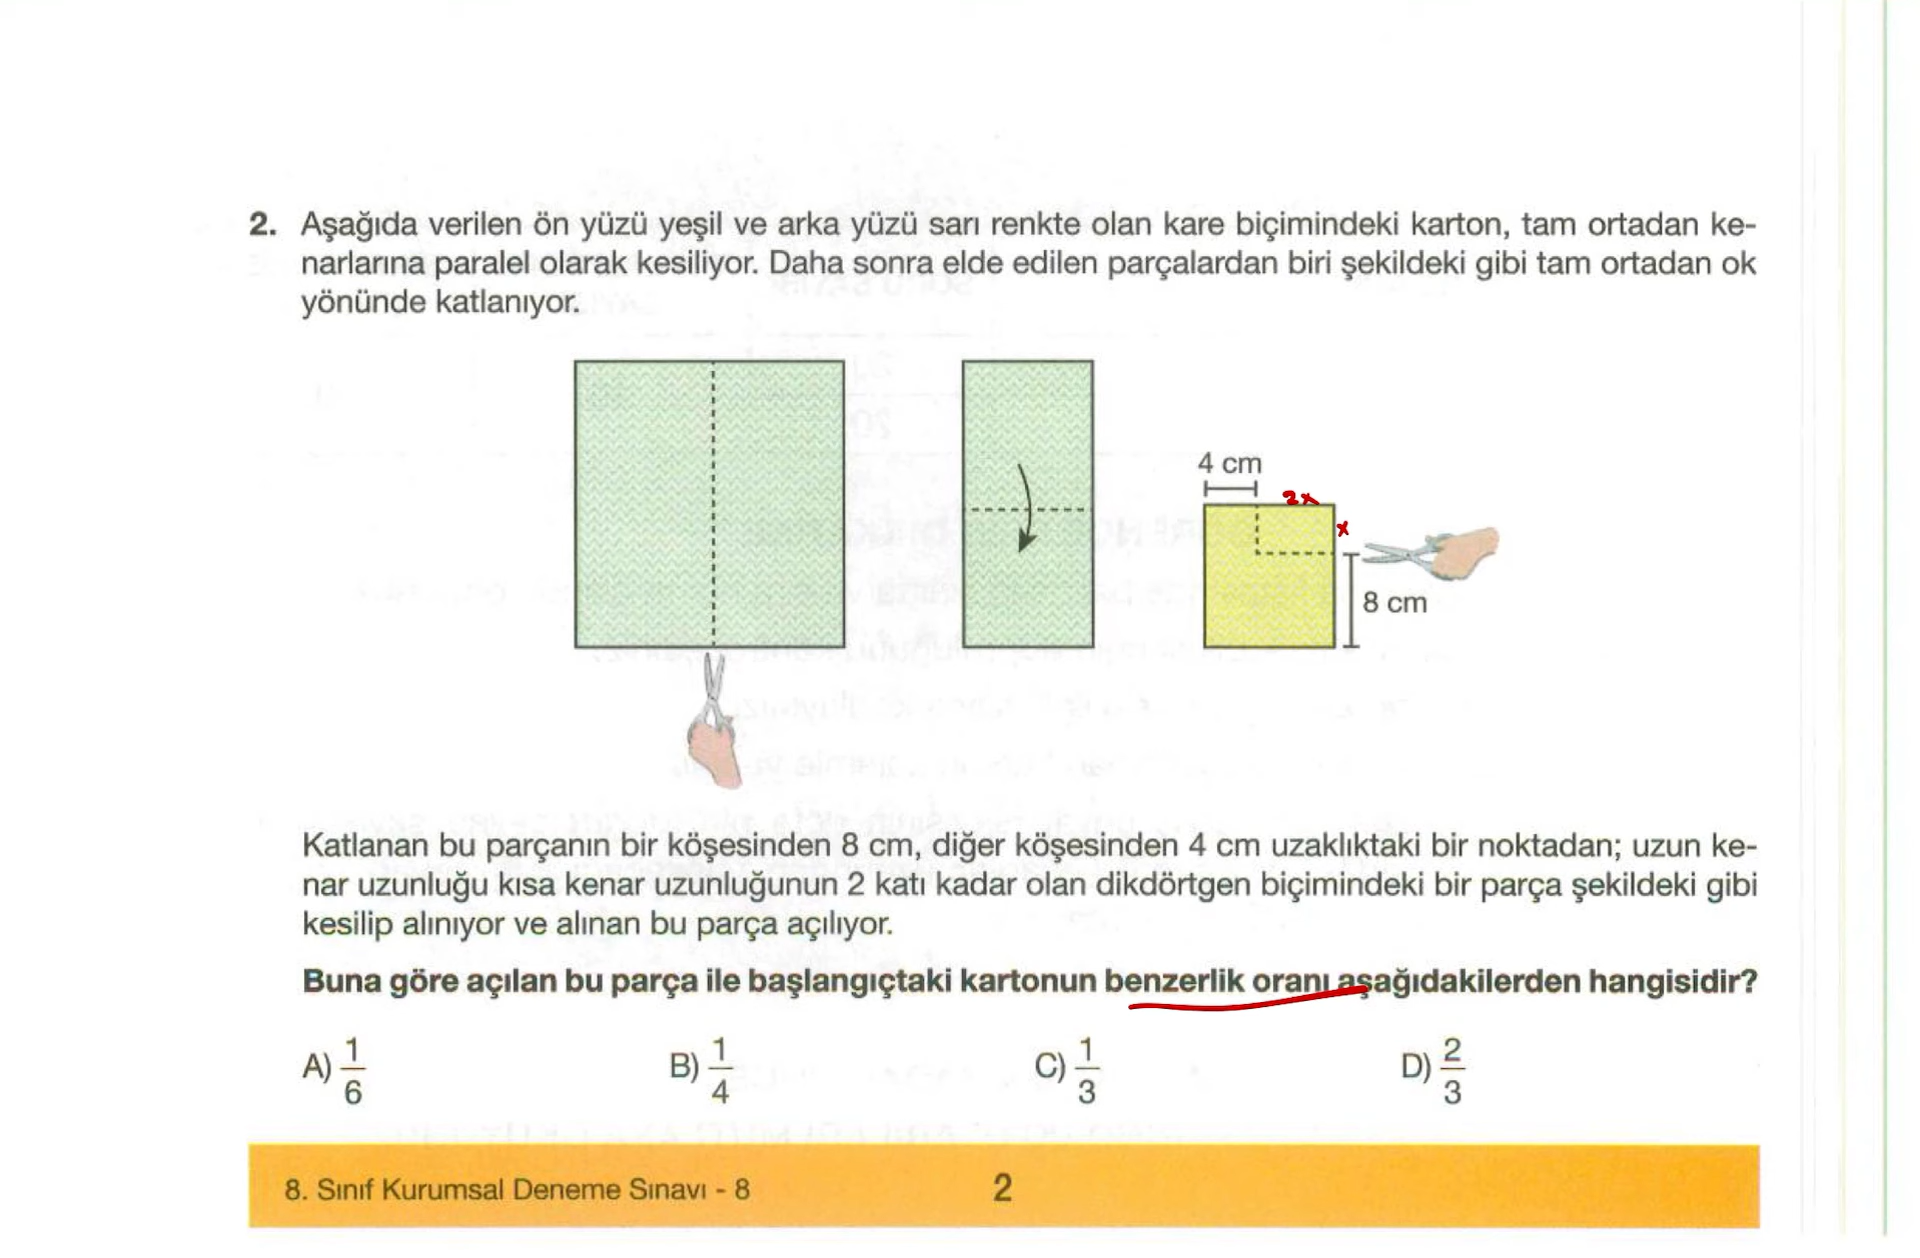 2. Aşağıda verilen ön yüzü yeşil ve arka yüzü sarı renkte olan kare biçimindeki karton, tam ortadan ke-
narlarına paralel olarak kesiliyor. Daha sonra elde edilen parçalardan biri şekildeki gibi tam ortadan ok
yönünde katlanıyor.
4 cm
2x
x
8 cm
Katlanan bu parçanın bir köşesinden 8 cm, diğer köşesinden 4 cm uzaklıktaki bir noktadan; uzun ke-
nar uzunluğu kısa kenar uzunluğunun 2 katı kadar olan dikdörtgen biçimindeki bir parça şekildeki gibi
kesilip alınıyor ve alınan bu parça açılıyor.
Buna göre açılan bu parça ile başlangıçtaki kartonun benzerlik oranı aşağıdakilerden hangisidir?
A) 1/6 B) 1/4 C) 1/3 D) 2/3
8. Sınıf Kurumsal Deneme Sınavı - 8 2